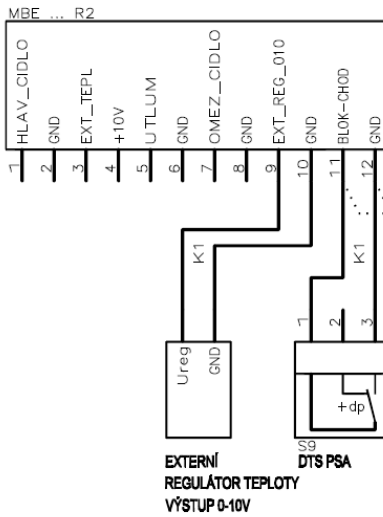 MBE ... R2
HLAV_CIDLO
GND
EXT_TEPL
+10V
UTLUM
GND
OMEZ_CIDLO
GND
EXT_REG_010
GND
BLOK-CHOD
GND
1
2
3
4
5
6
7
8
9
10
11
12
K1
K1
Ureg
GND
1
2
3
+dp
S9
EXTERNÍ
REGULÁTOR TEPLOTY
VÝSTUP 0-10V
DTS PSA